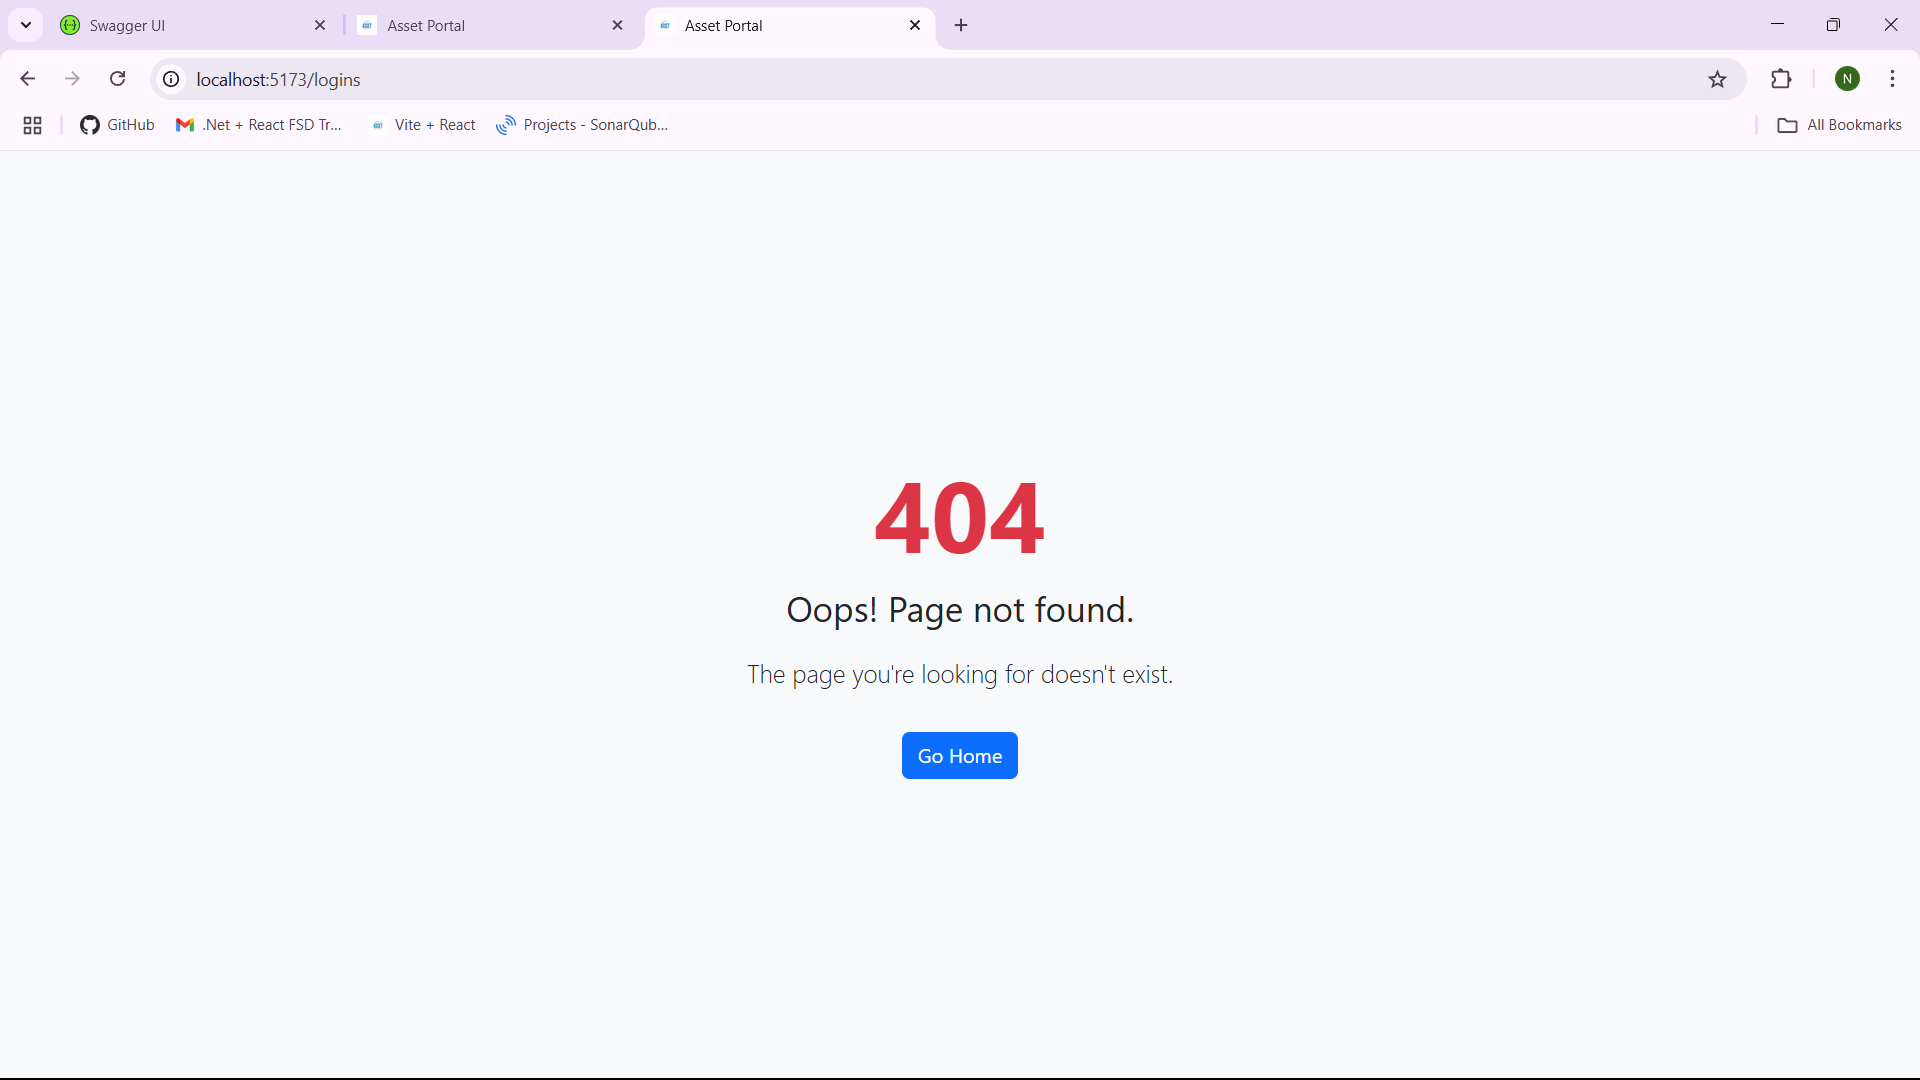 Swagger UI
Asset Portal
Asset Portal
localhost:5173/logins
N
GitHub
.Net + React FSD Tr...
Vite + React
Projects - SonarQub...
All Bookmarks
404
Oops! Page not found.
The page you're looking for doesn't exist.
Go Home